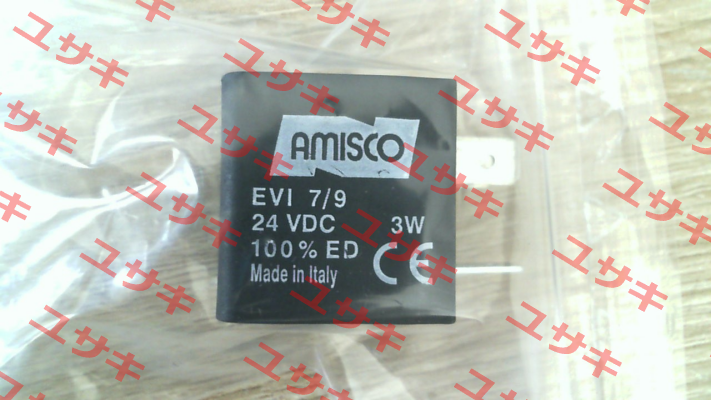 AMISCO
EVI 7/9
24 VDC 3W
100% ED
Made in Italy CE
ユサキ